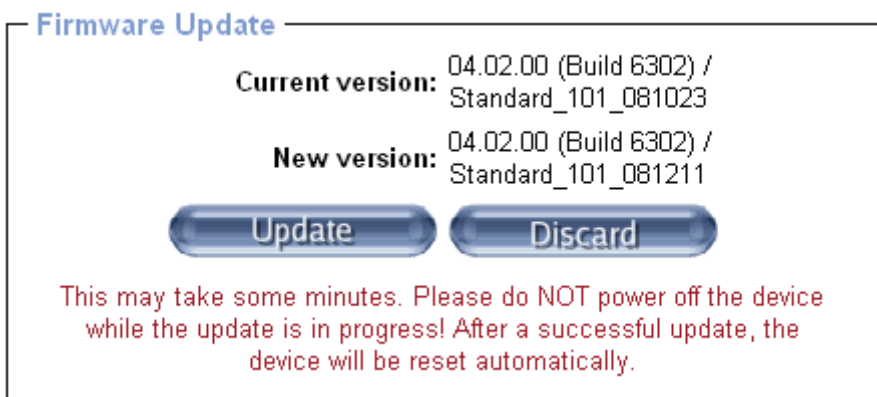 Firmware Update
Current version: 04.02.00 (Build 6302) /
Standard_101_081023
New version: 04.02.00 (Build 6302) /
Standard_101_081211
Update Discard
This may take some minutes. Please do NOT power off the device
while the update is in progress! After a successful update, the
device will be reset automatically.